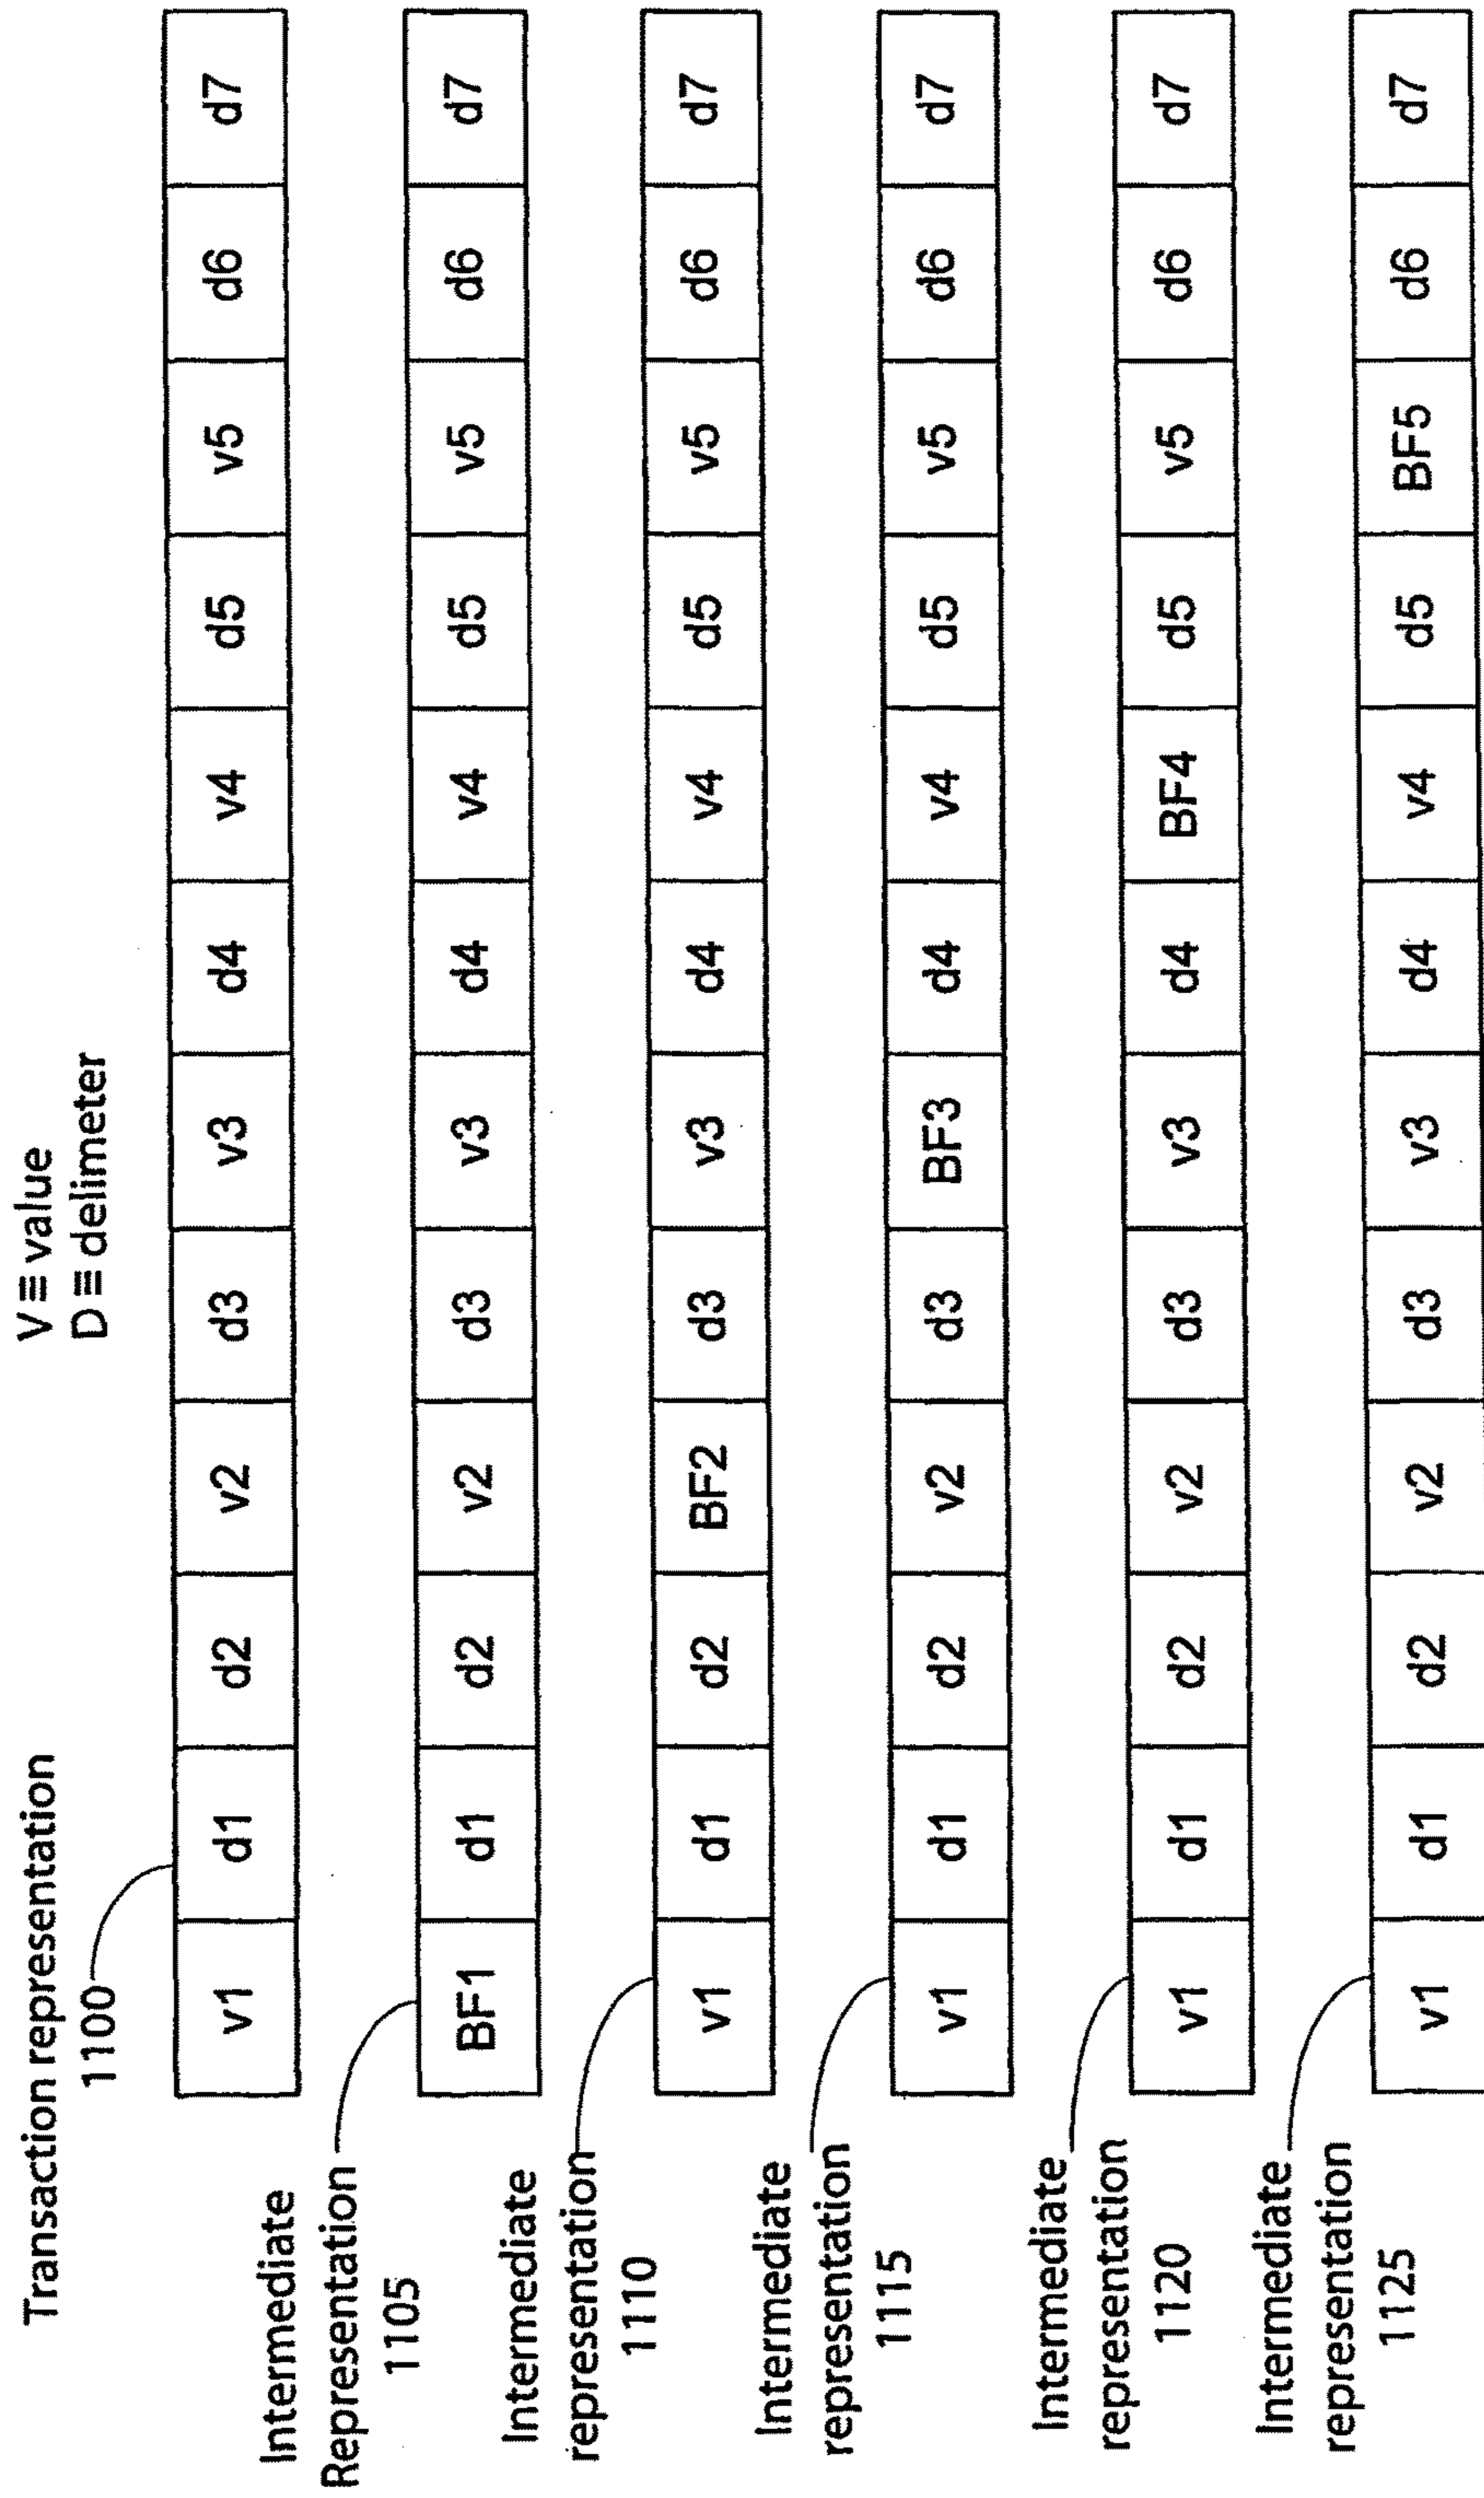 V ≡ value
D ≡ delimeter
Transaction representation
1100
v1 d1 d2 v2 d3 v3 d4 v4 d5 v5 d6 d7
Intermediate
Representation
1105
BF1 d1 d2 v2 d3 v3 d4 v4 d5 v5 d6 d7
Intermediate
representation
1110
v1 d1 d2 BF2 d3 v3 d4 v4 d5 v5 d6 d7
Intermediate
representation
1115
v1 d1 d2 v2 d3 BF3 d4 v4 d5 v5 d6 d7
Intermediate
representation
1120
v1 d1 d2 v2 d3 v3 d4 BF4 d5 v5 d6 d7
Intermediate
representation
1125
v1 d1 d2 v2 d3 v3 d4 v4 d5 BF5 d6 d7